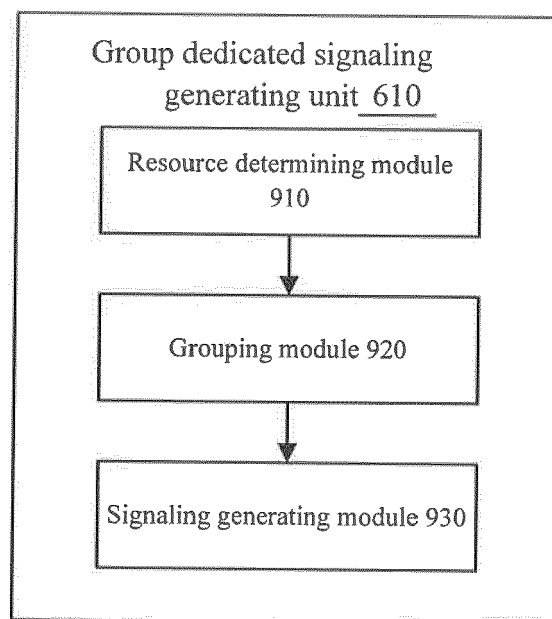 Group dedicated signaling
generating unit 610
Resource determining module
910
Grouping module 920
Signaling generating module 930